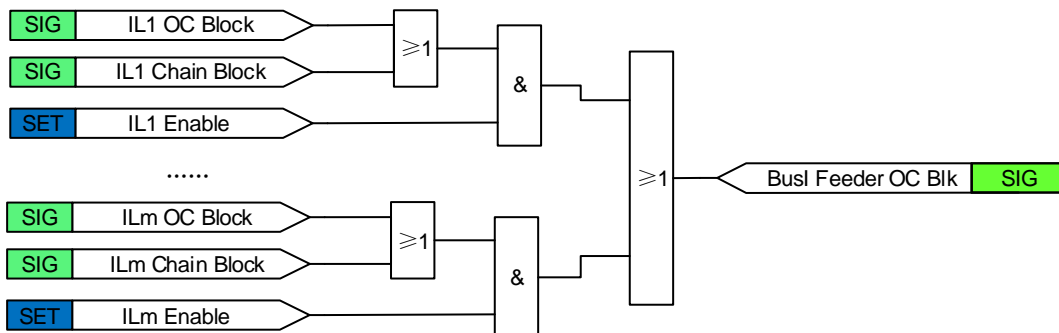 SIG IL1 OC Block
≥1
SIG IL1 Chain Block
&
SET IL1 Enable
......
≥1 BusI Feeder OC Blk SIG
SIG ILm OC Block
≥1
SIG ILm Chain Block
&
SET ILm Enable